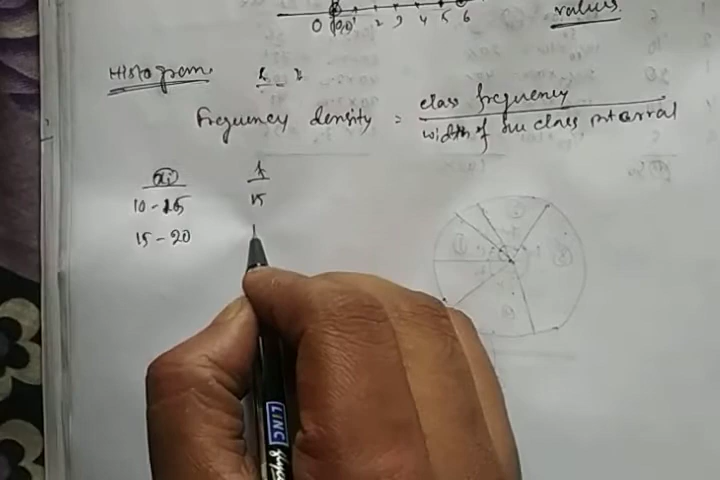 0 2 3 4 5 6
values
Histogram
Frequency density = class frequency
width of the class interval
xi f
10 - 15 15
15 - 20
LINC